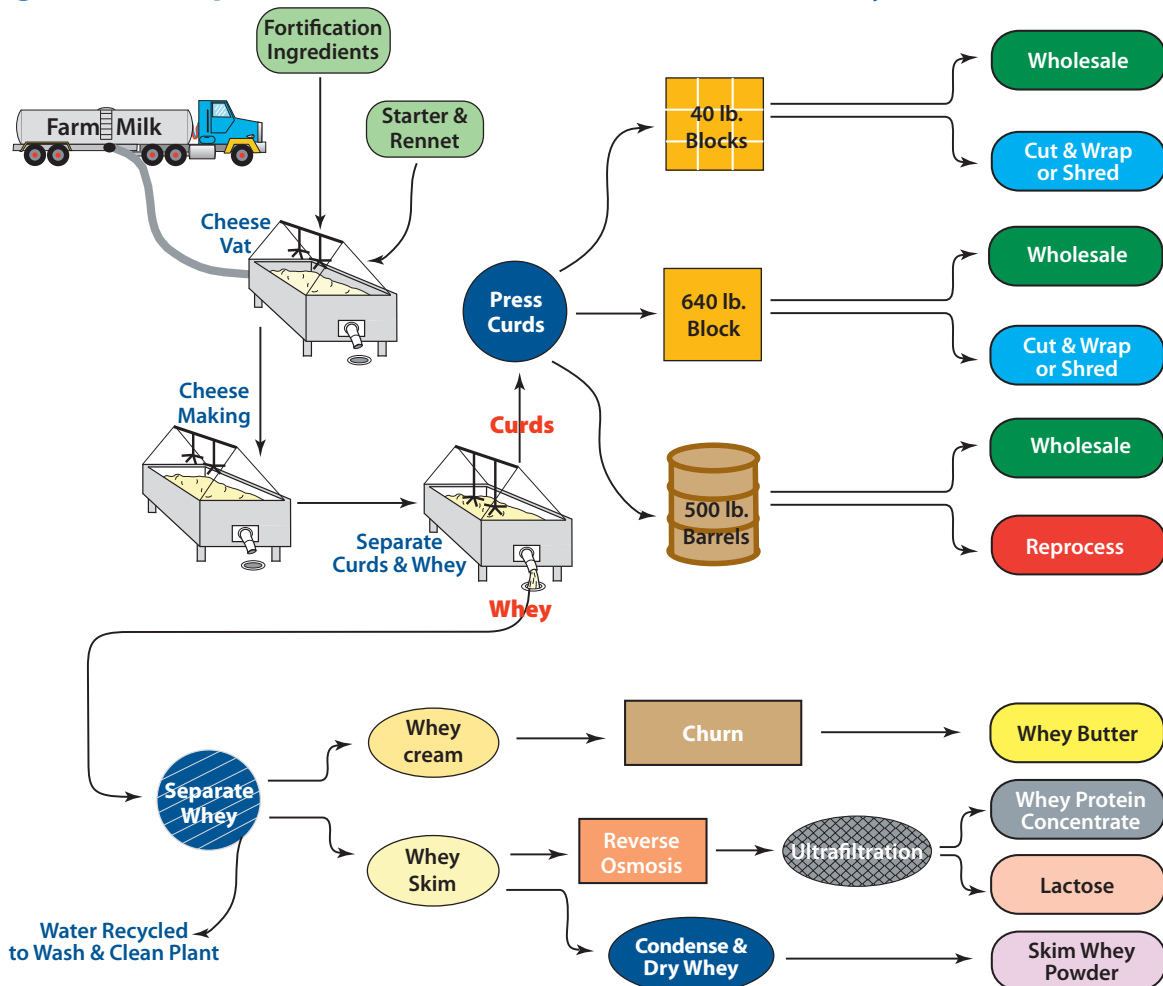 Fortification
Ingredients
Farm Milk
Starter &
Rennet
Cheese
Vat
Cheese
Making
Separate
Curds & Whey
Curds
Whey
Press
Curds
40 lb.
Blocks
Wholesale
Cut & Wrap
or Shred
640 lb.
Block
Wholesale
Cut & Wrap
or Shred
500 lb.
Barrels
Wholesale
Reprocess
Separate
Whey
Whey
cream
Churn
Whey Butter
Whey
Skim
Reverse
Osmosis
Ultrafiltration
Whey Protein
Concentrate
Lactose
Condense &
Dry Whey
Skim Whey
Powder
Water Recycled
to Wash & Clean Plant